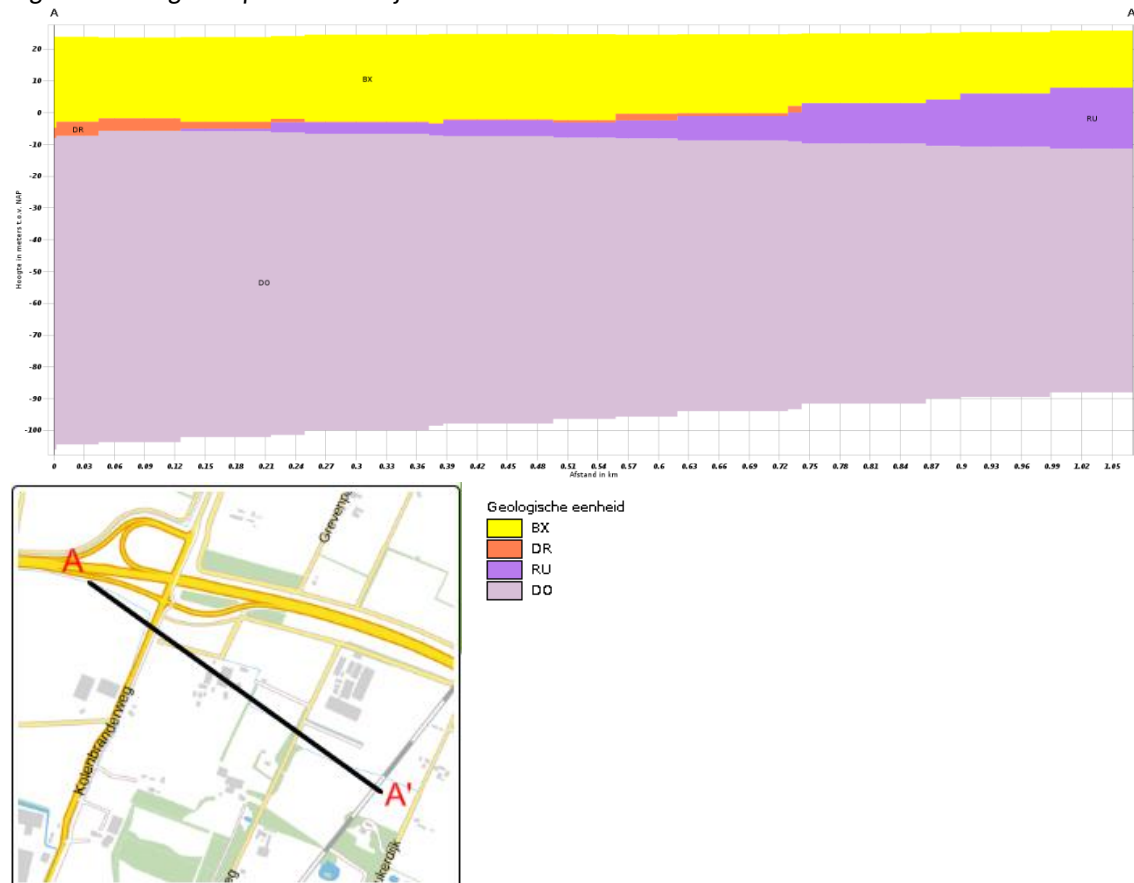 A A
20
10
0
-10
-20
-30
-40
-50
-60
-70
-80
-90
-100
Hoogte in meters t.o.v. NAP
BX
DR
RU
DO
0 0.03 0.06 0.09 0.12 0.15 0.18 0.21 0.24 0.27 0.3 0.33 0.36 0.39 0.42 0.45 0.48 0.51 0.54 0.57 0.6 0.63 0.66 0.69 0.72 0.75 0.78 0.81 0.84 0.87 0.9 0.93 0.96 0.99 1.02 1.05
Afstand in km
Geologische eenheid
BX
DR
RU
DO
A
Grevenp
Kolenbranderweg
A'
ukerdijk
eg